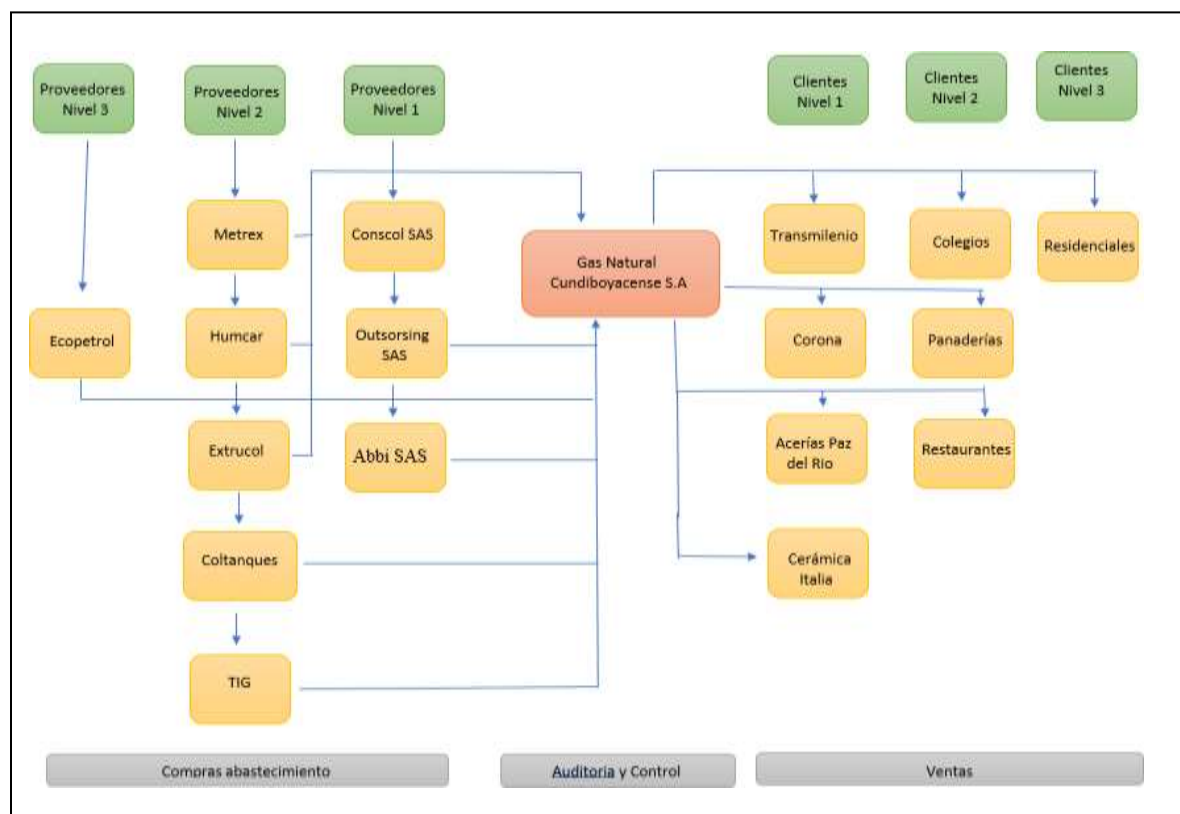 Proveedores
Nivel 3
Proveedores
Nivel 2
Proveedores
Nivel 1
Clientes
Nivel 1
Clientes
Nivel 2
Clientes
Nivel 3
Metrex
Conscol SAS
Gas Natural
Cundiboyacense S.A
Transmilenio
Colegios
Residenciales
Ecopetrol
Humcar
Outsorsing
SAS
Corona
Panaderías
Extrucol
Abbi SAS
Acerías Paz
del Rio
Restaurantes
Coltanques
Cerámica
Italia
TIG
Compras abastecimiento
Auditoria y Control
Ventas